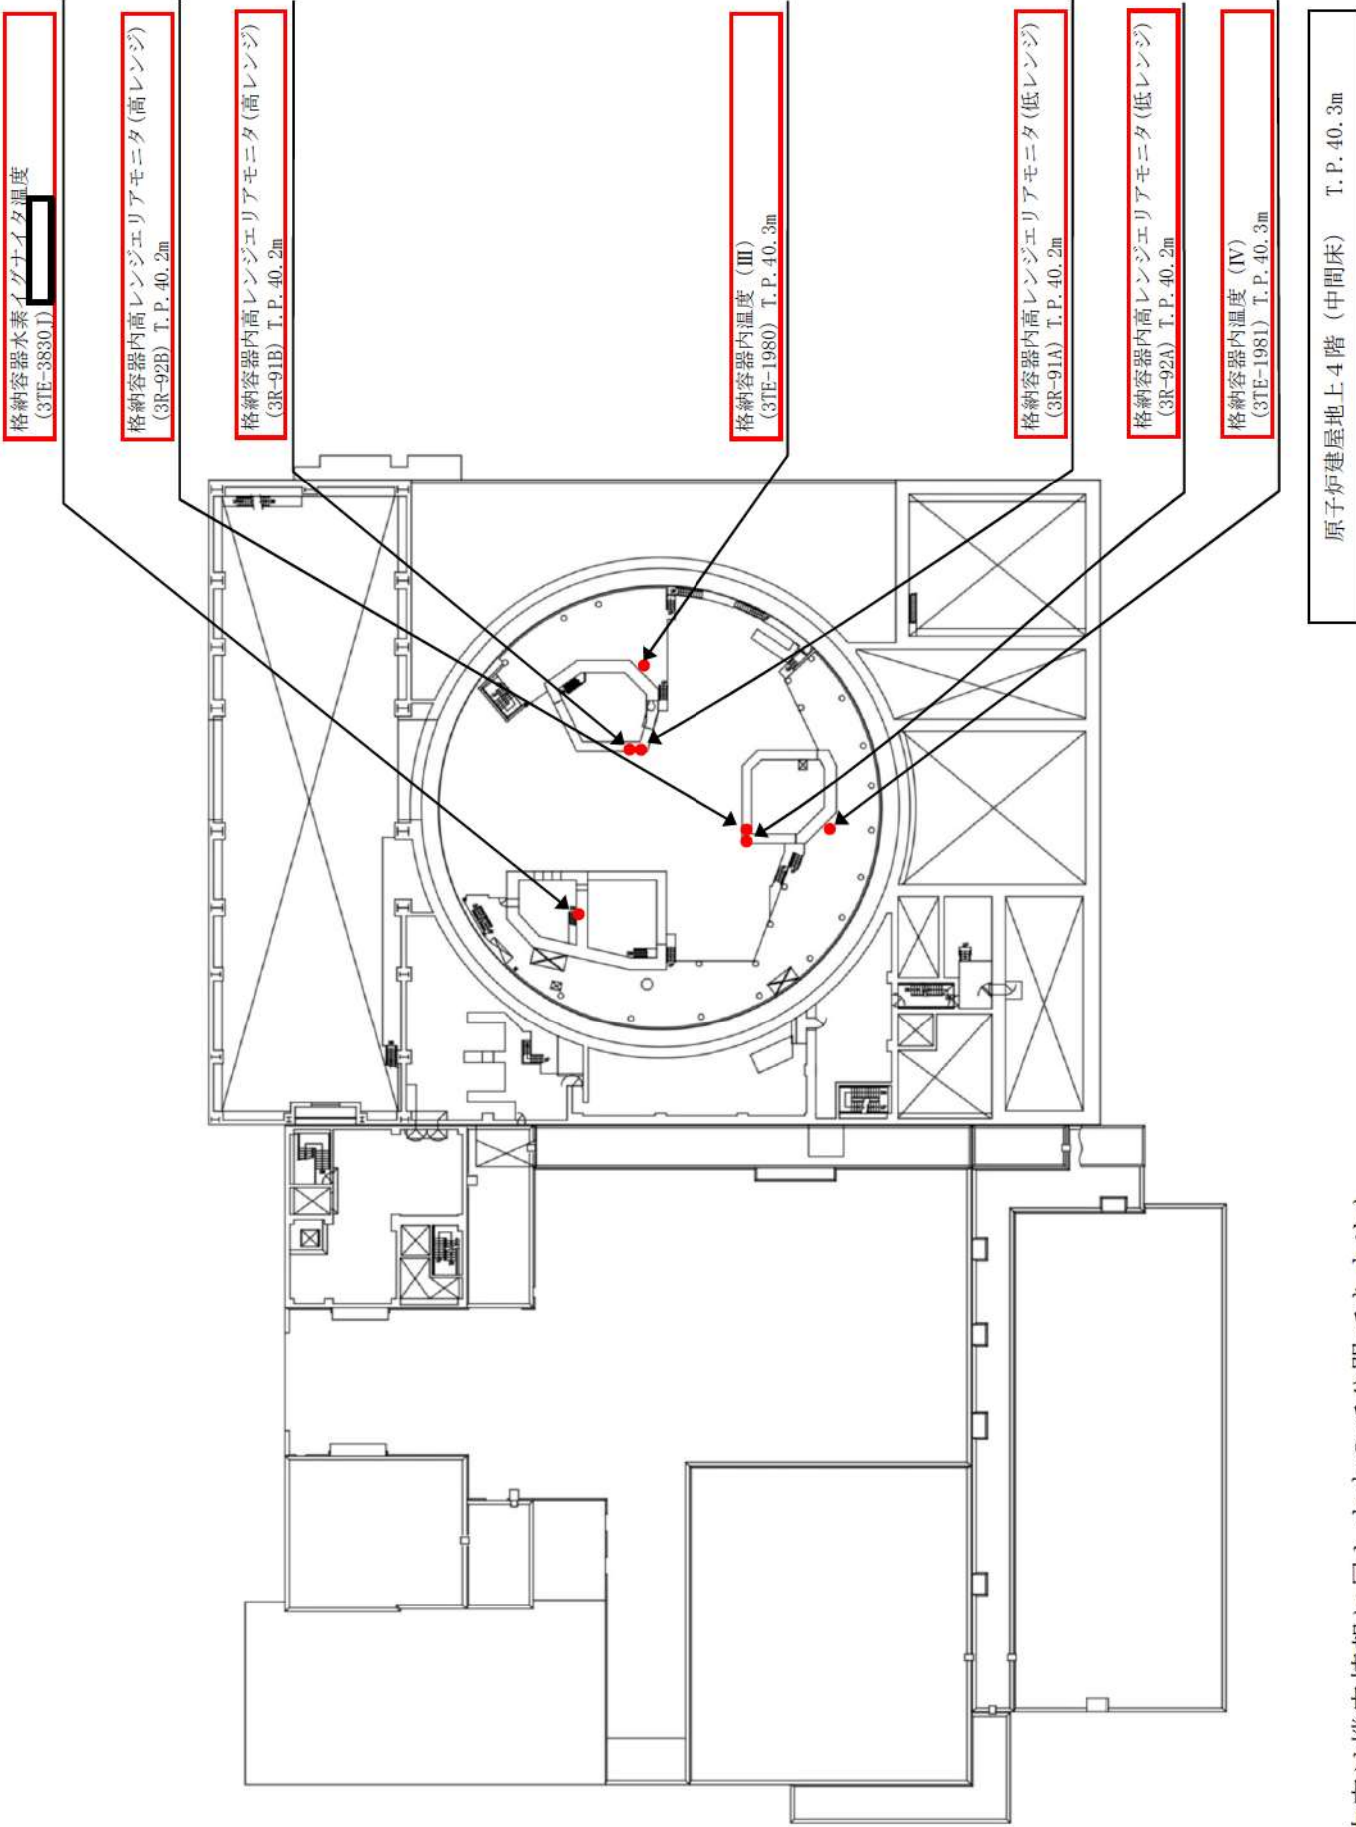 格納容器水素イグナイタ温度
(3TE-3830J)
格納容器内高レンジエリアモニタ(高レンジ)
(3R-92B) T.P. 40.2m
格納容器内高レンジエリアモニタ(高レンジ)
(3R-91B) T.P. 40.2m
格納容器内温度 (Ⅲ)
(3TE-1980) T.P. 40.3m
格納容器内高レンジエリアモニタ(低レンジ)
(3R-91A) T.P. 40.2m
格納容器内高レンジエリアモニタ(低レンジ)
(3R-92A) T.P. 40.2m
格納容器内温度 (Ⅳ)
(3TE-1981) T.P. 40.3m
原子炉建屋地上4階 (中間床) T.P. 40.3m